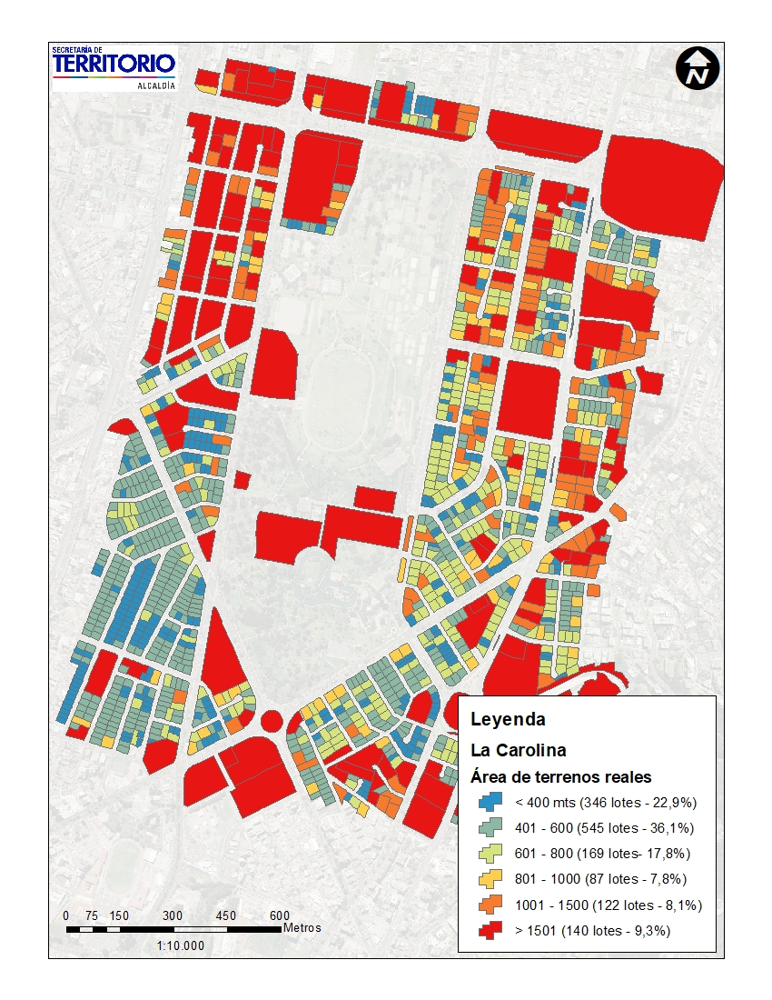 SECRETARÍA DE
TERRITORIO
ALCALDÍA
N
Leyenda
La Carolina
Área de terrenos reales
< 400 mts (346 lotes - 22,9%)
401 - 600 (545 lotes - 36,1%)
601 - 800 (169 lotes- 17,8%)
801 - 1000 (87 lotes - 7,8%)
1001 - 1500 (122 lotes - 8,1%)
> 1501 (140 lotes - 9,3%)
0 75 150 300 450 600
Metros
1:10.000